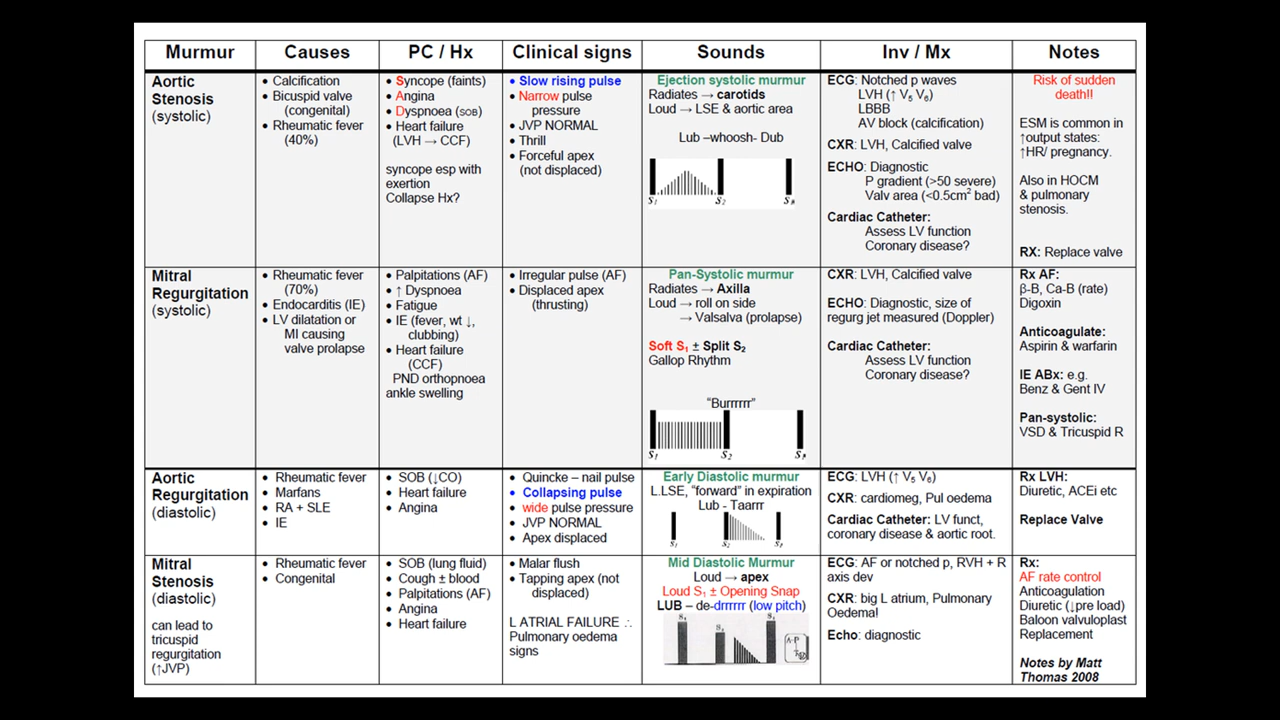 Murmur
Causes
PC / Hx
Clinical signs
Sounds
Inv / Mx
Notes
Aortic
Stenosis
(systolic)
• Calcification
• Bicuspid valve
(congenital)
• Rheumatic fever
(40%)
• Syncope (faints)
• Angina
• Dyspnoea (SOB)
• Heart failure
(LVH → CCF)
syncope esp with
exertion
Collapse Hx?
• Slow rising pulse
• Narrow pulse
pressure
• JVP NORMAL
• Thrill
• Forceful apex
(not displaced)
Ejection systolic murmur
Radiates → carotids
Loud → LSE & aortic area
Lub –whoosh- Dub
S₁ S₂
ECG: Notched p waves
LVH (↑ V₅ V₆)
LBBB
AV block (calcification)
CXR: LVH, Calcified valve
ECHO: Diagnostic
P gradient (>50 severe)
Valv area (<0.5cm² bad)
Cardiac Catheter:
Assess LV function
Coronary disease?
Risk of sudden
death!!
ESM is common in
↑output states:
↑HR/ pregnancy.
Also in HOCM
& pulmonary
stenosis.
RX: Replace valve
Mitral
Regurgitation
(systolic)
• Rheumatic fever
(70%)
• Endocarditis (IE)
• LV dilatation or
MI causing
valve prolapse
• Palpitations (AF)
• ↑ Dyspnoea
• Fatigue
• IE (fever, wt ↓,
clubbing)
• Heart failure
(CCF)
PND orthopnoea
ankle swelling
• Irregular pulse (AF)
• Displaced apex
(thrusting)
Pan-Systolic murmur
Radiates → Axilla
Loud → roll on side
→ Valsalva (prolapse)
Soft S₁ ± Split S₂
Gallop Rhythm
“Burrrrrr”
S₁ S₂
CXR: LVH, Calcified valve
ECHO: Diagnostic, size of
regurg jet measured (Doppler)
Cardiac Catheter:
Assess LV function
Coronary disease?
Rx AF:
β-B, Ca-B (rate)
Digoxin
Anticoagulate:
Aspirin & warfarin
IE ABx: e.g.
Benz & Gent IV
Pan-systolic:
VSD & Tricuspid R
Aortic
Regurgitation
(diastolic)
• Rheumatic fever
• Marfans
• RA + SLE
• IE
• SOB (↓CO)
• Heart failure
• Angina
• Quincke – nail pulse
• Collapsing pulse
• wide pulse pressure
• JVP NORMAL
• Apex displaced
Early Diastolic murmur
L.LSE, “forward” in expiration
Lub - Taarrr
S₁ S₂ S₁
ECG: LVH (↑ V₅ V₆)
CXR: cardiomeg, Pul oedema
Cardiac Catheter: LV funct,
coronary disease & aortic root.
Rx LVH:
Diuretic, ACEi etc
Replace Valve
Mitral
Stenosis
(diastolic)
can lead to
tricuspid
regurgitation
(↑JVP)
• Rheumatic fever
• Congenital
• SOB (lung fluid)
• Cough ± blood
• Palpitations (AF)
• Angina
• Heart failure
• Malar flush
• Tapping apex (not
displaced)
L ATRIAL FAILURE ∴
Pulmonary oedema
signs
Mid Diastolic Murmur
Loud → apex
Loud S₁ ± Opening Snap
LUB – de-drrrrrr (low pitch)
S₁ S₂ S₁
ECG: AF or notched p, RVH + R
axis dev
CXR: big L atrium, Pulmonary
Oedema!
Echo: diagnostic
Rx:
AF rate control
Anticoagulation
Diuretic (↓pre load)
Baloon valvuloplast
Replacement
Notes by Matt
Thomas 2008